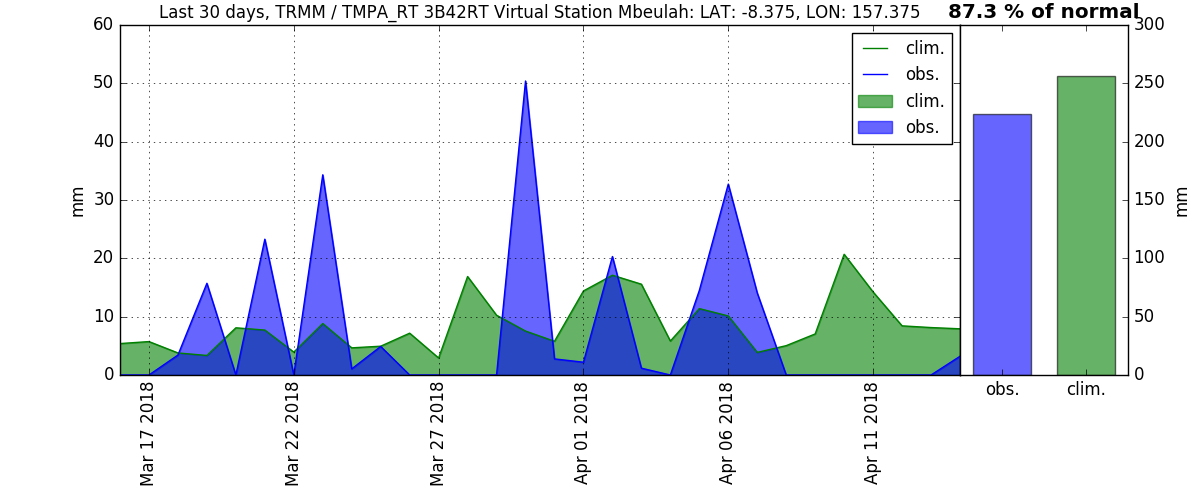 Last 30 days, TRMM / TMPA_RT 3B42RT Virtual Station Mbeulah: LAT: -8.375, LON: 157.375
87.3 % of normal
60
50
40
30
20
10
0
mm
clim.
obs.
clim.
obs.
Mar 17 2018
Mar 22 2018
Mar 27 2018
Apr 01 2018
Apr 06 2018
Apr 11 2018
300
250
200
150
100
50
0
mm
obs.
clim.